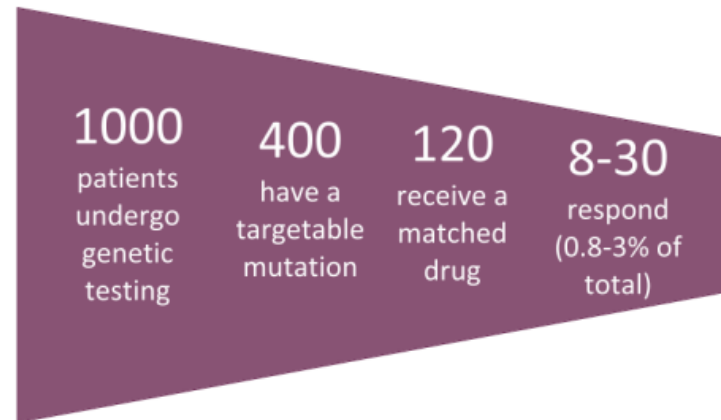 1000
patients
undergo
genetic
testing
400
have a
targetable
mutation
120
receive a
matched
drug
8-30
respond
(0.8-3% of
total)